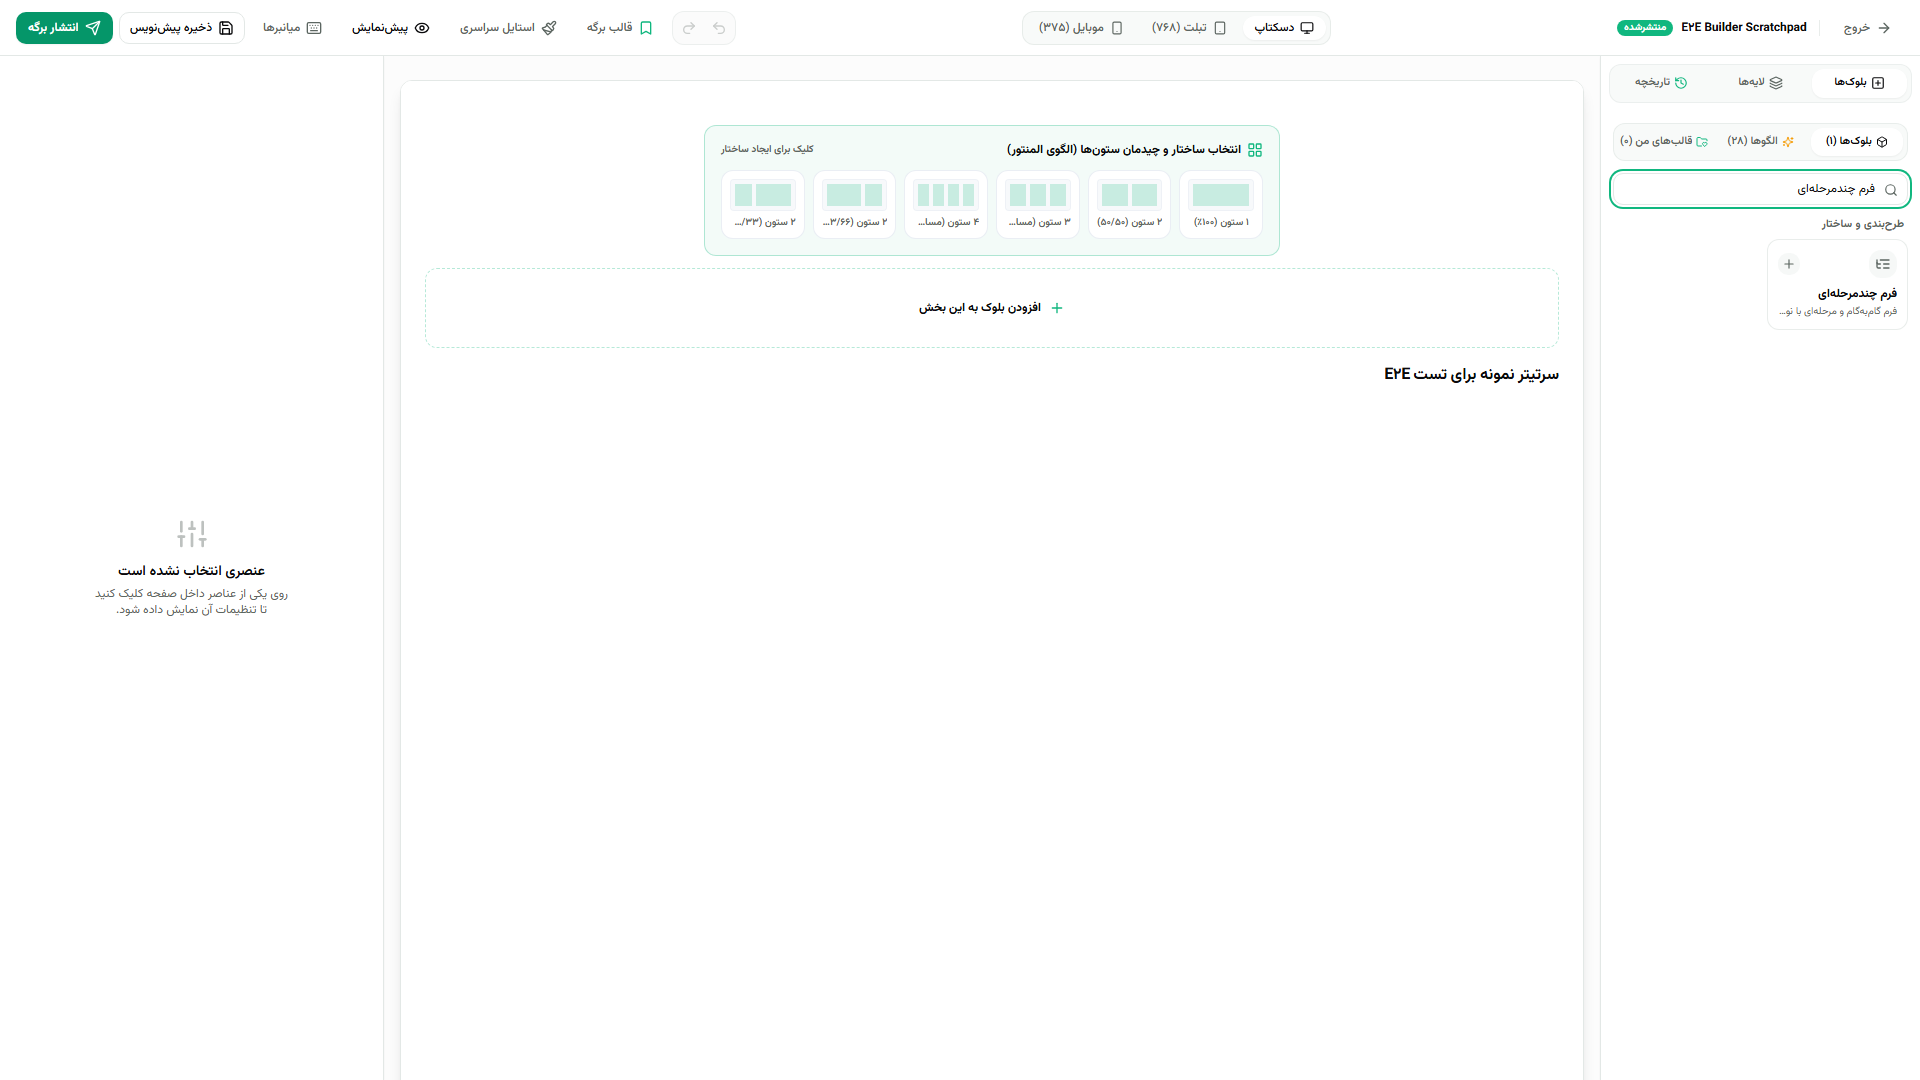 خروج
E۲E Builder Scratchpad
منتشرشده
دسکتاپ
تبلت (۷۶۸)
موبایل (۳۷۵)
قالب برگه
استایل سراسری
پیش‌نمایش
میانبرها
ذخیره پیش‌نویس
انتشار برگه
بلوک‌ها
لایه‌ها
تاریخچه
بلوک‌ها (۱)
الگوها (۲۸)
قالب‌های من (۰)
فرم چندمرحله‌ای
طرح‌بندی و ساختار
فرم چندمرحله‌ای
فرم گام‌به‌گام و مرحله‌ای با نو...
انتخاب ساختار و چیدمان ستون‌ها (الگوی المنتور)
کلیک برای ایجاد ساختار
۱ ستون (۱۰۰٪)
۲ ستون (۵۰/۵۰)
۳ ستون (مسا...
۴ ستون (مسا...
۲ ستون (۳/۶۶...
۲ ستون (۳۳/...
افزودن بلوک به این بخش
سرتیتر نمونه برای تست E۲E
عنصری انتخاب نشده است
روی یکی از عناصر داخل صفحه کلیک کنید
تا تنظیمات آن نمایش داده شود.